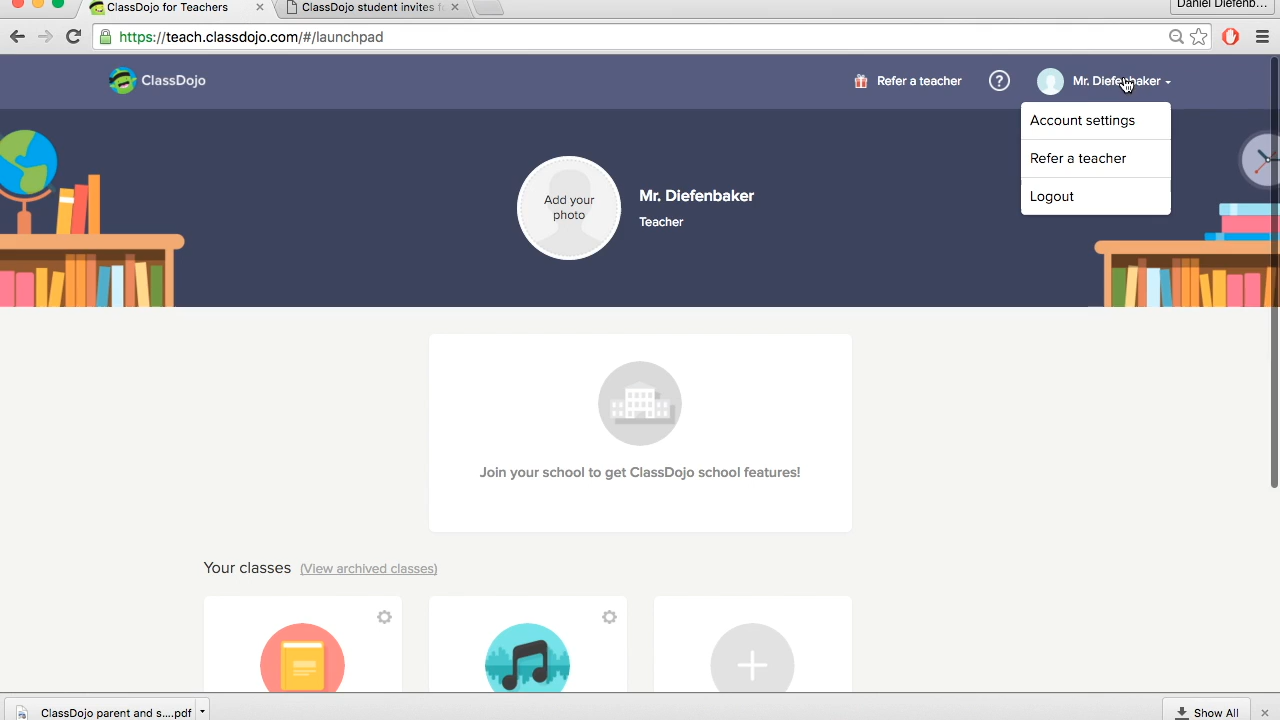 ClassDojo for Teachers
ClassDojo student invites f
Daniel Diefenb...
https://teach.classdojo.com/#/launchpad
ClassDojo
Refer a teacher
?
Mr. Diefenbaker
Account settings
Refer a teacher
Logout
Add your
photo
Mr. Diefenbaker
Teacher
Join your school to get ClassDojo school features!
Your classes (View archived classes)
ClassDojo parent and s....pdf
Show All